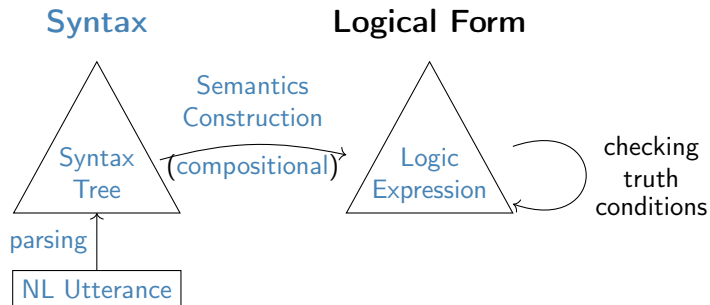 Syntax
Logical Form
Semantics
Construction
(compositional)
Syntax
Tree
Logic
Expression
checking
truth
conditions
parsing
NL Utterance